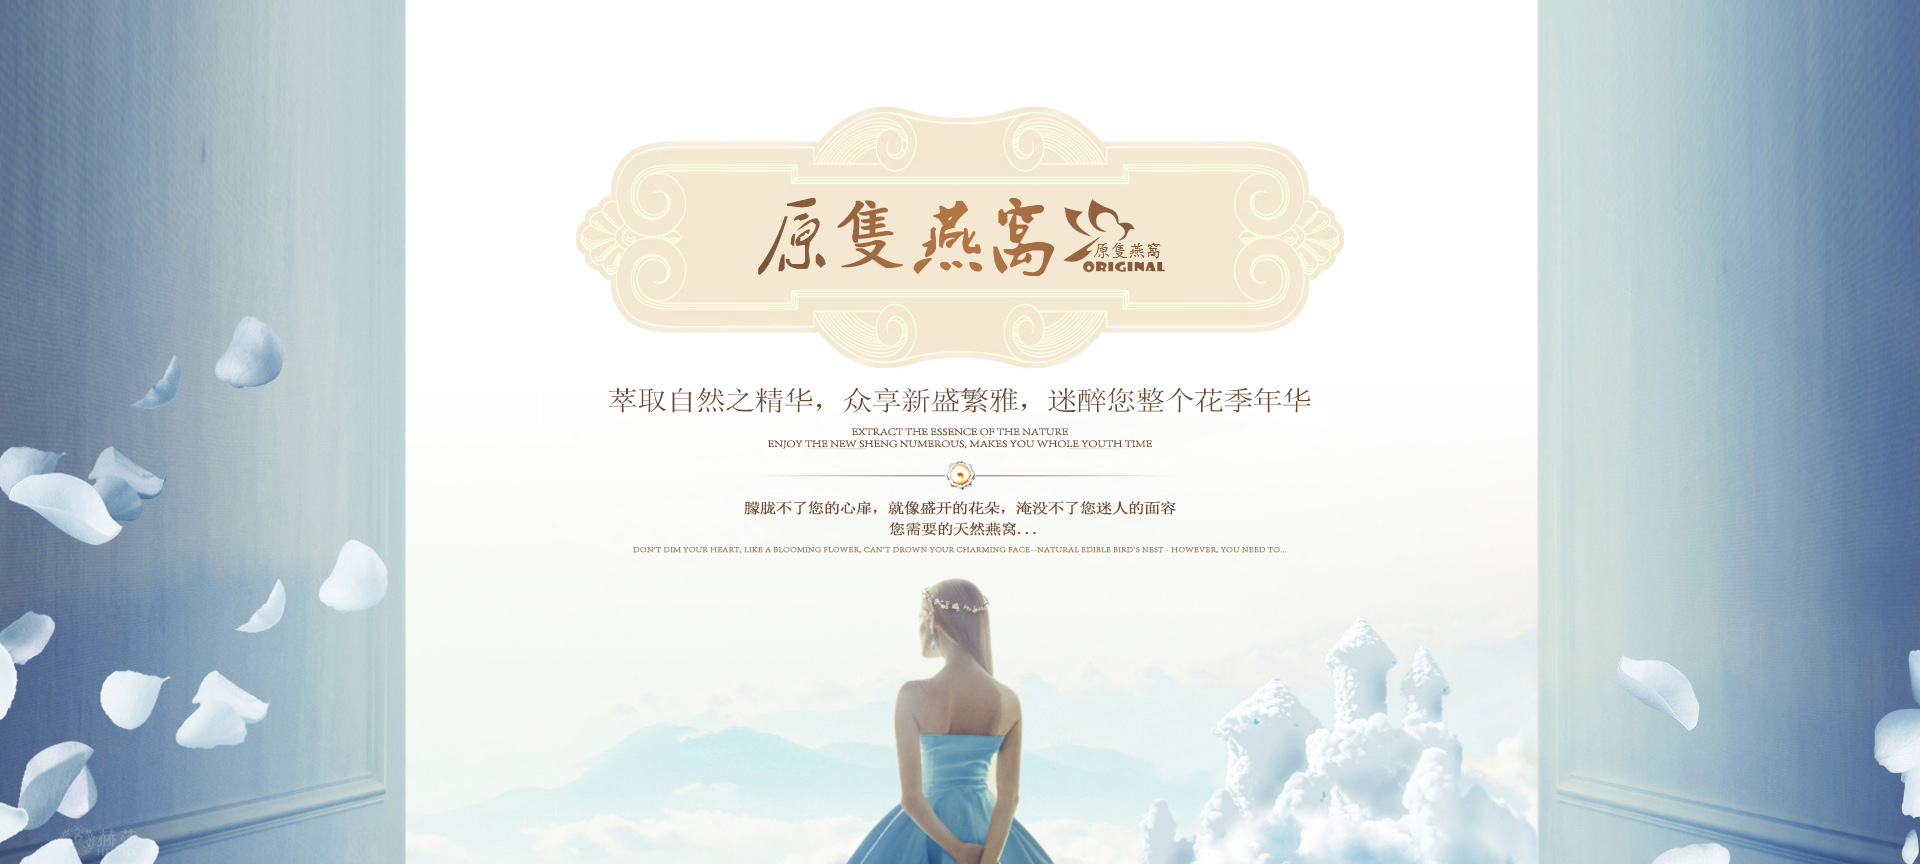 原隻燕窝
原隻燕窩
ORIGINAL
萃取自然之精华，众享新盛繁雅，迷醉您整个花季年华
EXTRACT THE ESSENCE OF THE NATURE
ENJOY THE NEW SHENG NUMEROUS, MAKES YOU WHOLE YOUTH TIME
朦胧不了您的心扉，就像盛开的花朵，淹没不了您迷人的面容
您需要的天然燕窝...
DON'T DIM YOUR HEART, LIKE A BLOOMING FLOWER, CAN'T DROWN YOUR CHARMING FACE--NATURAL EDIBLE BIRD'S NEST - HOWEVER, YOU NEED TO...